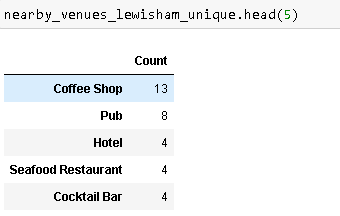 nearby_venues_lewisham_unique.head(5)
Count
Coffee Shop 13
Pub 8
Hotel 4
Seafood Restaurant 4
Cocktail Bar 4